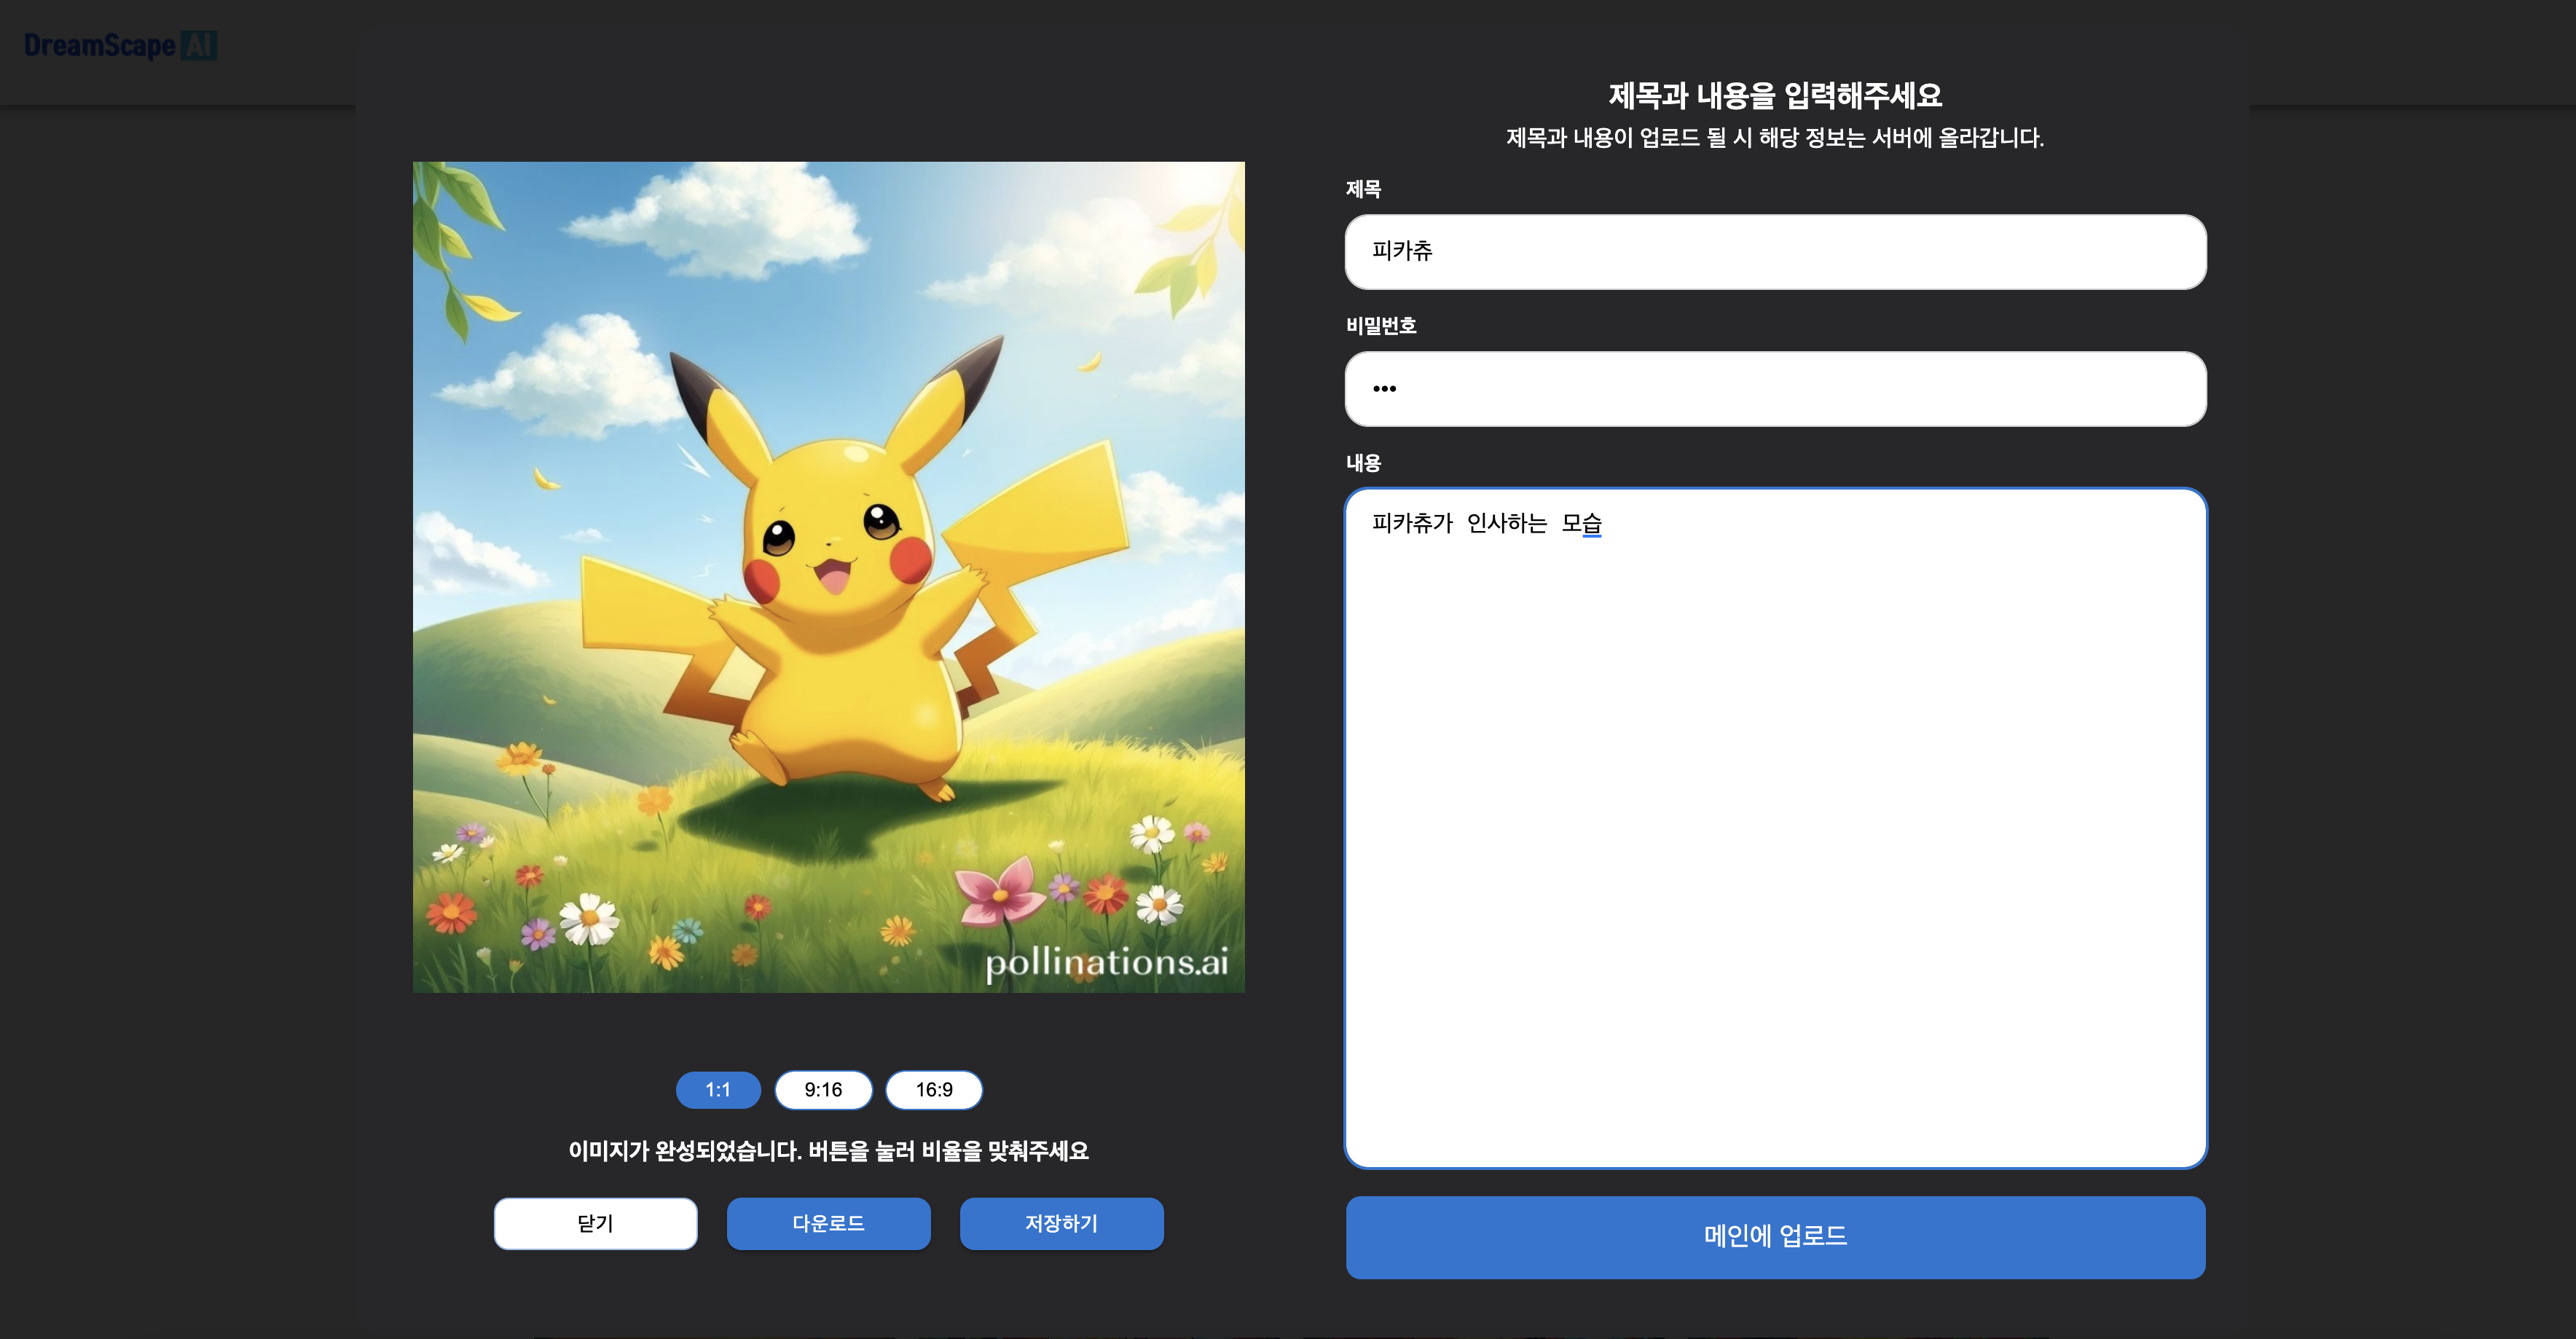 DreamScape AI
제목과 내용을 입력해주세요
제목과 내용이 업로드 될 시 해당 정보는 서버에 올라갑니다.
제목
피카츄
비밀번호
•••
내용
피카츄가 인사하는 모습
pollinations.ai
1:1 9:16 16:9
이미지가 완성되었습니다. 버튼을 눌러 비율을 맞춰주세요
닫기 다운로드 저장하기
메인에 업로드